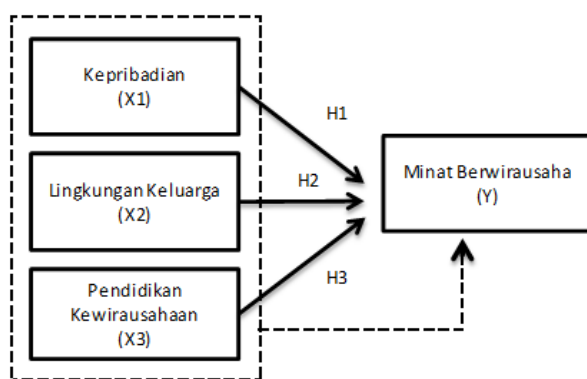 Kepribadian
(X1)
H1
Lingkungan Keluarga
(X2)
H2
Minat Berwirausaha
(Y)
Pendidikan
Kewirausahaan
(X3)
H3